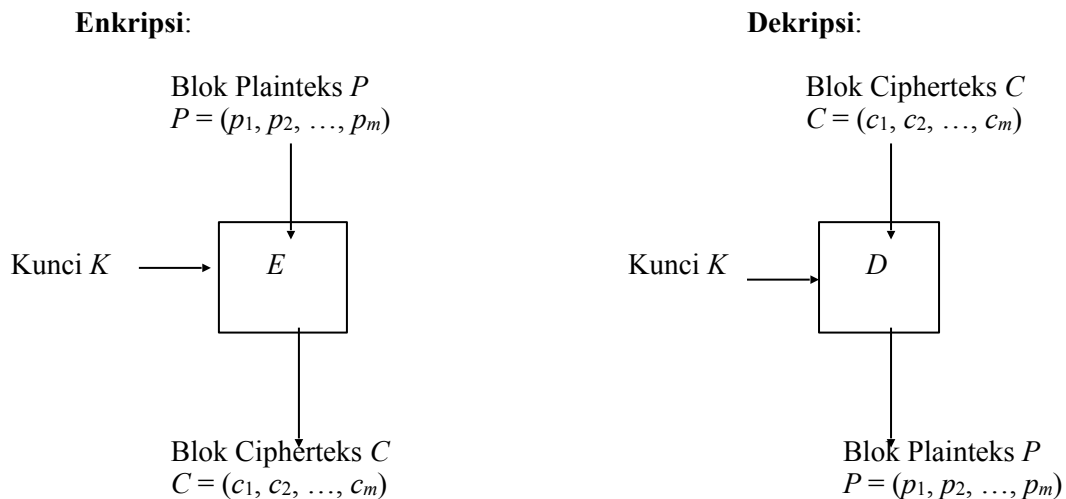 Enkripsi:
Blok Plainteks P
P = (p1, p2, …, pm)
Kunci K
E
Blok Cipherteks C
C = (c1, c2, …, cm)
Dekripsi:
Blok Cipherteks C
C = (c1, c2, …, cm)
Kunci K
D
Blok Plainteks P
P = (p1, p2, …, pm)